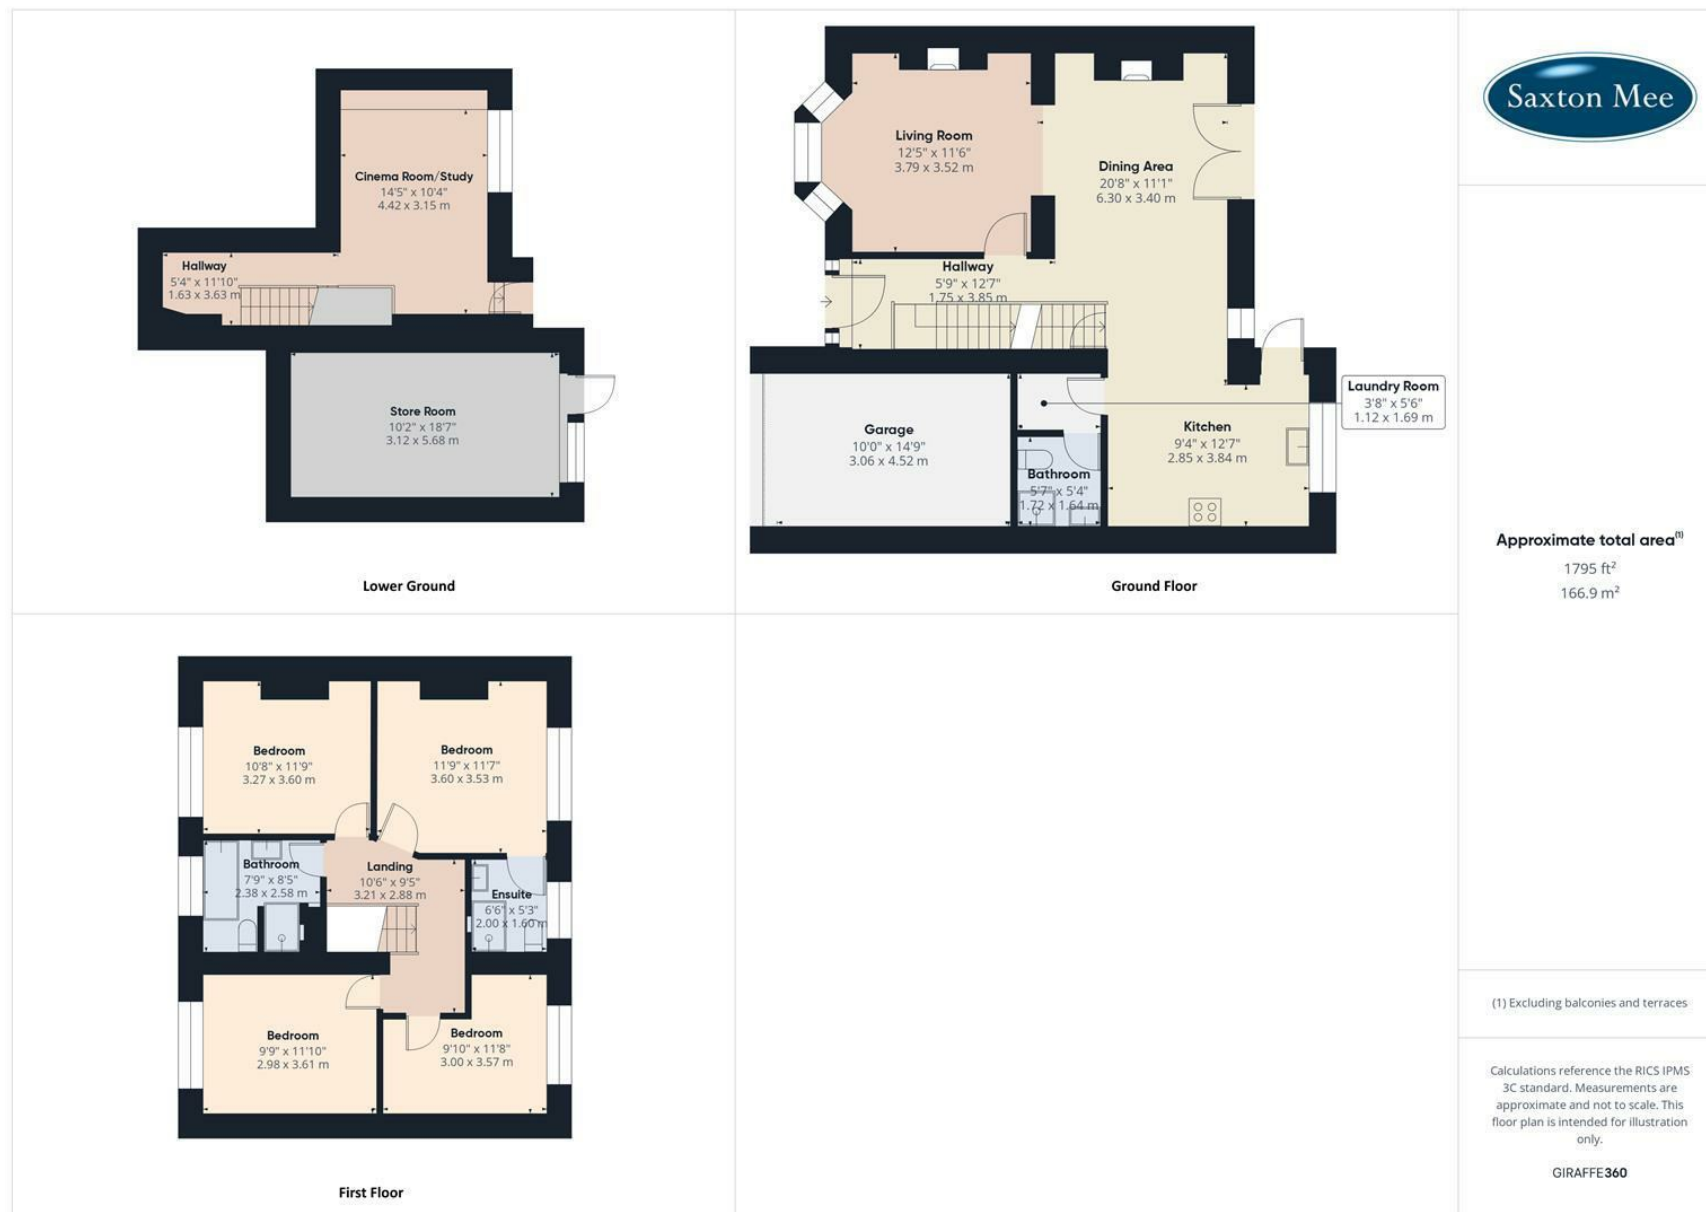 Cinema Room/Study
14'5" x 10'4"
4.42 x 3.15 m
Hallway
5'4" x 11'10"
1.63 x 3.63 m
Store Room
10'2" x 18'7"
3.12 x 5.68 m
Lower Ground
Living Room
12'5" x 11'6"
3.79 x 3.52 m
Dining Area
20'8" x 11'1"
6.30 x 3.40 m
Hallway
5'9" x 12'7"
1.75 x 3.85 m
Laundry Room
3'8" x 5'6"
1.12 x 1.69 m
Garage
10'0" x 14'9"
3.06 x 4.52 m
Kitchen
9'4" x 12'7"
2.85 x 3.84 m
Bathroom
5'7" x 5'4"
1.72 x 1.64 m
Ground Floor
Bedroom
10'8" x 11'9"
3.27 x 3.60 m
Bedroom
11'9" x 11'7"
3.60 x 3.53 m
Bathroom
7'9" x 8'5"
2.38 x 2.58 m
Landing
10'6" x 9'5"
3.21 x 2.88 m
Ensuite
6'6" x 5'3"
2.00 x 1.60 m
Bedroom
9'9" x 11'10"
2.98 x 3.61 m
Bedroom
9'10" x 11'8"
3.00 x 3.57 m
First Floor
Saxton Mee
Approximate total area(1)
1795 ft²
166.9 m²
(1) Excluding balconies and terraces
Calculations reference the RICS IPMS
3C standard. Measurements are
approximate and not to scale. This
floor plan is intended for illustration
only.
GIRAFFE360